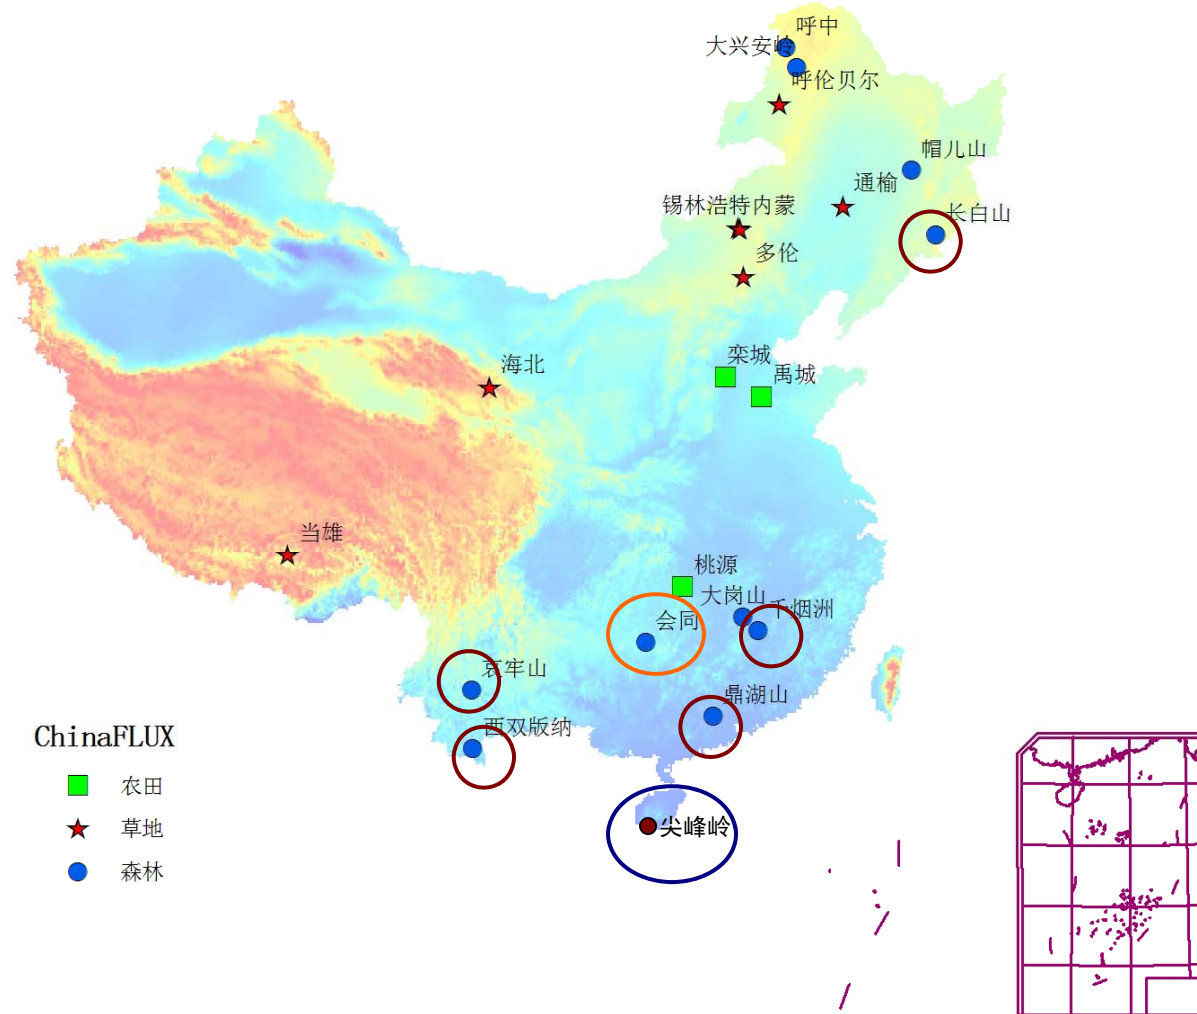 呼中
大兴安岭
呼伦贝尔
帽儿山
通榆
锡林浩特内蒙
长白山
多伦
栾城
海北
禹城
当雄
桃源
大岗山
千烟洲
会同
哀牢山
鼎湖山
西双版纳
ChinaFLUX
农田
尖峰岭
草地
森林